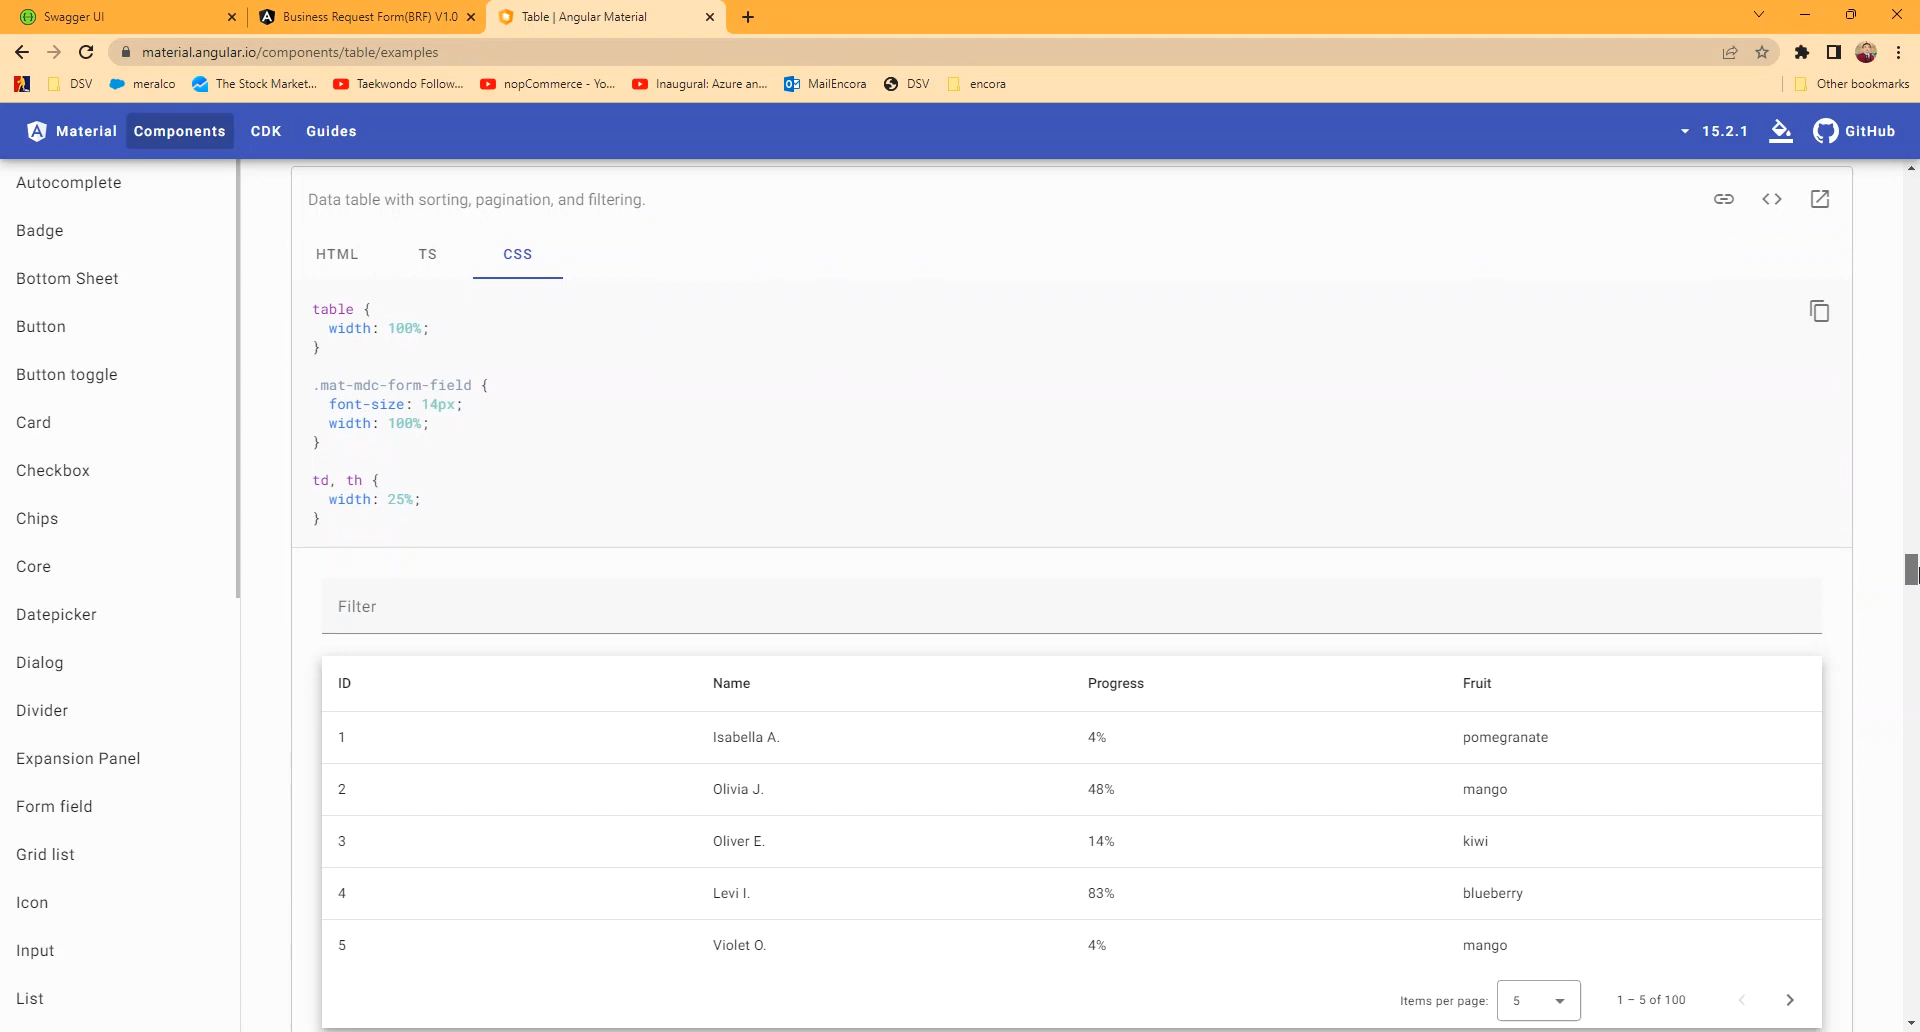 Swagger UI
Business Request Form(BRF) V1.0
Table | Angular Material
material.angular.io/components/table/examples
DSV
meralco
The Stock Market...
Taekwondo Follow...
nopCommerce - Yo...
Inaugural: Azure an...
MailEncora
DSV
encora
Other bookmarks
Material
Components
CDK
Guides
15.2.1
GitHub
Autocomplete
Badge
Bottom Sheet
Button
Button toggle
Card
Checkbox
Chips
Core
Datepicker
Dialog
Divider
Expansion Panel
Form field
Grid list
Icon
Input
List
Data table with sorting, pagination, and filtering.
HTML TS CSS
table {
width: 100%;
}
.mat-mdc-form-field {
font-size: 14px;
width: 100%;
}
td, th {
width: 25%;
}
Filter
ID Name Progress Fruit
1 Isabella A. 4% pomegranate
2 Olivia J. 48% mango
3 Oliver E. 14% kiwi
4 Levi I. 83% blueberry
5 Violet O. 4% mango
Items per page: 5 1 – 5 of 100